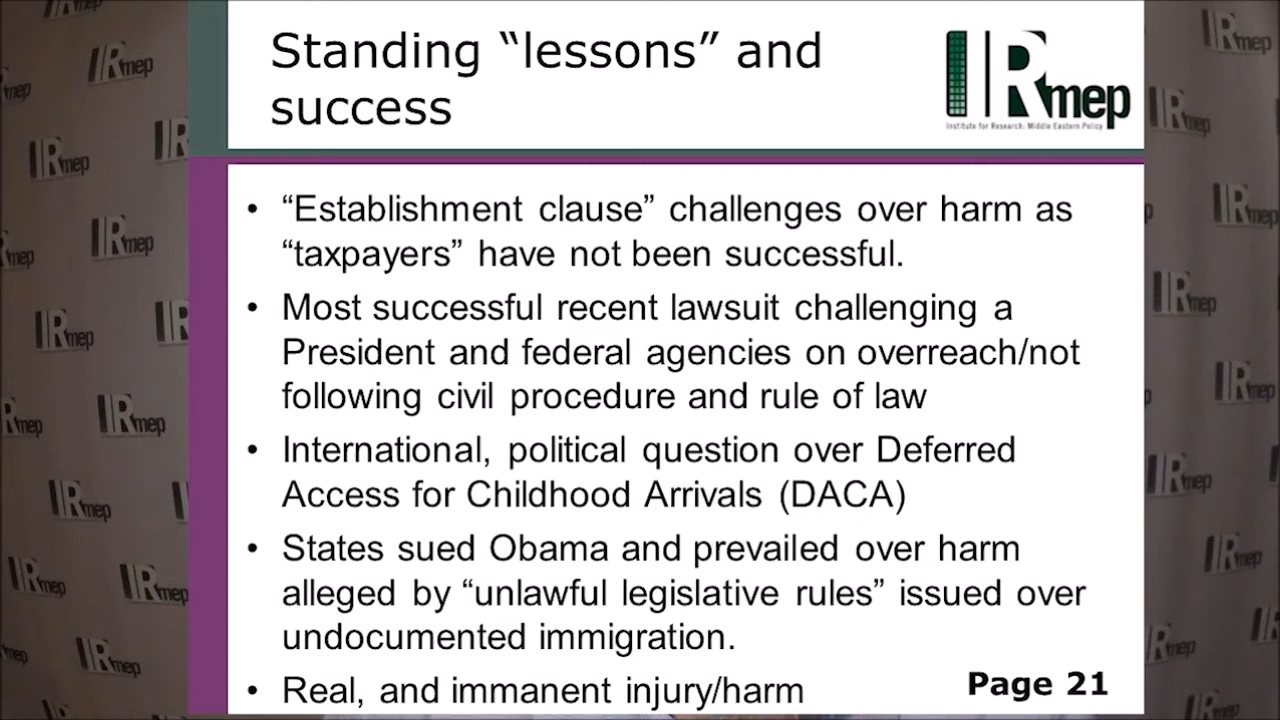 Standing “lessons” and
success
IRmep
Institute for Research: Middle Eastern Policy
• “Establishment clause” challenges over harm as
“taxpayers” have not been successful.
• Most successful recent lawsuit challenging a
President and federal agencies on overreach/not
following civil procedure and rule of law
• International, political question over Deferred
Access for Childhood Arrivals (DACA)
• States sued Obama and prevailed over harm
alleged by “unlawful legislative rules” issued over
undocumented immigration.
• Real, and immanent injury/harm
Page 21